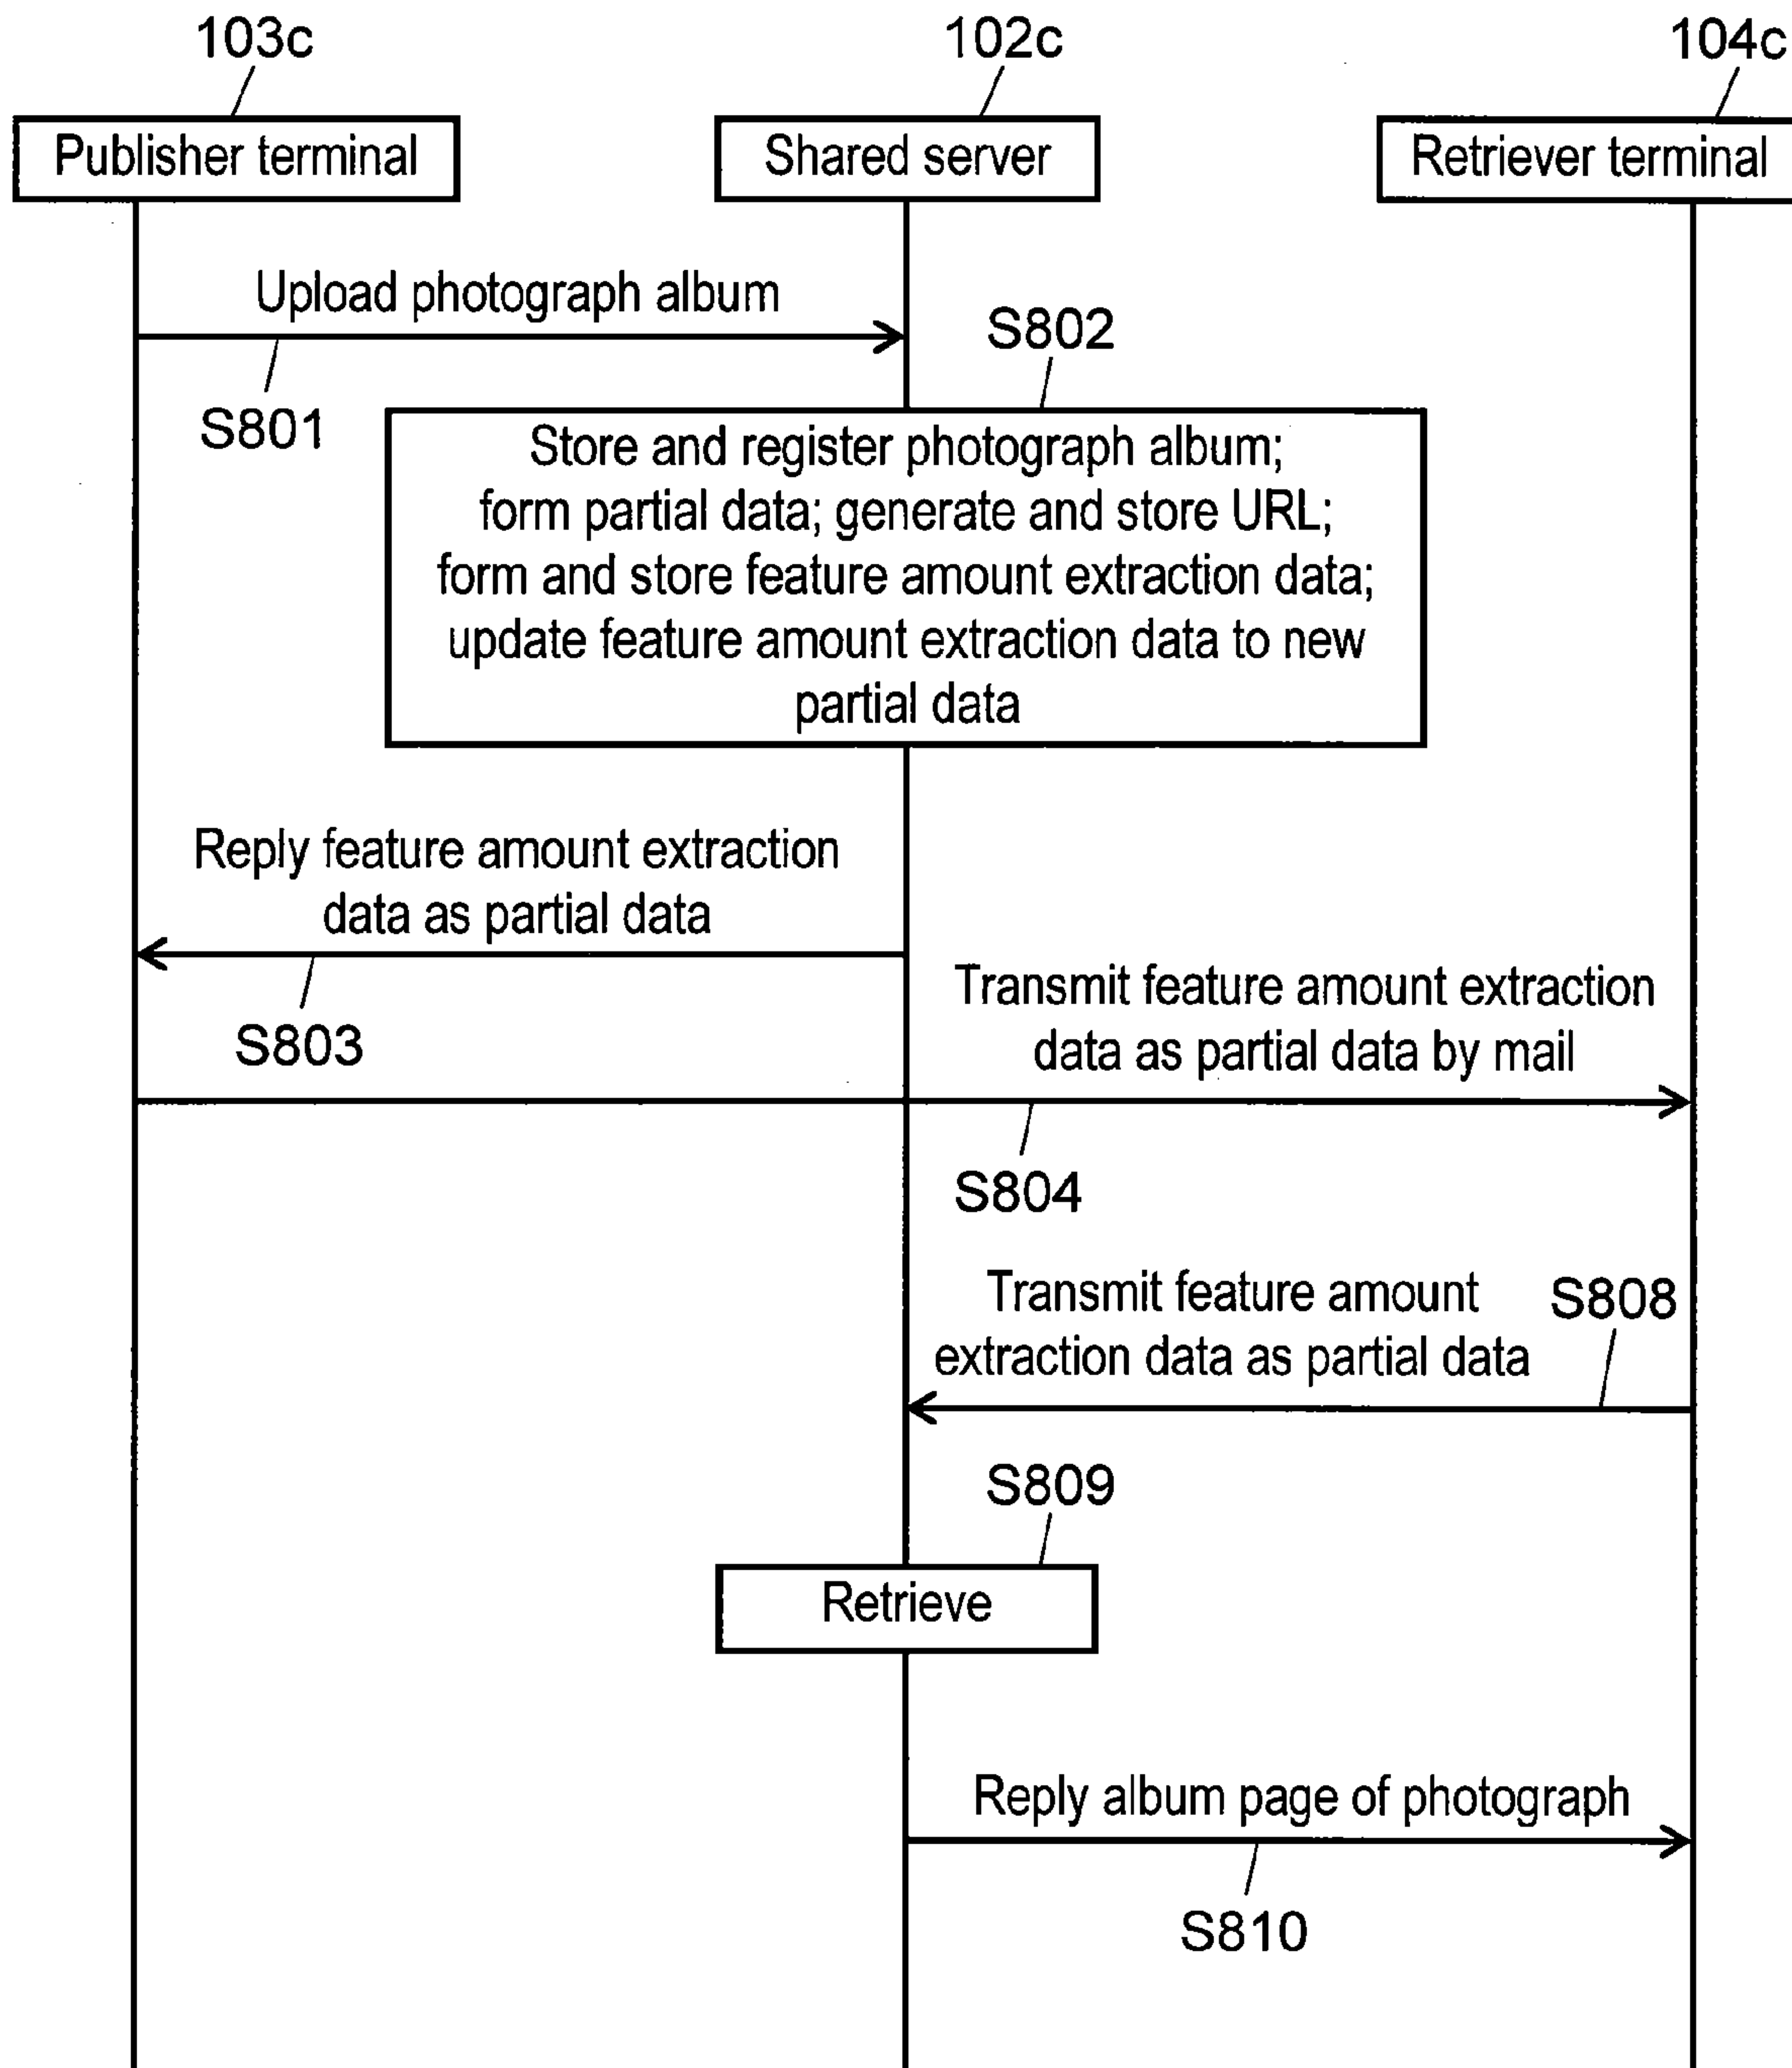 103c
102c
104c
Publisher terminal
Shared server
Retriever terminal
Upload photograph album
S801
S802
Store and register photograph album;
form partial data; generate and store URL;
form and store feature amount extraction data;
update feature amount extraction data to new
partial data
Reply feature amount extraction
data as partial data
S803
Transmit feature amount extraction
data as partial data by mail
S804
Transmit feature amount
extraction data as partial data
S808
S809
Retrieve
Reply album page of photograph
S810